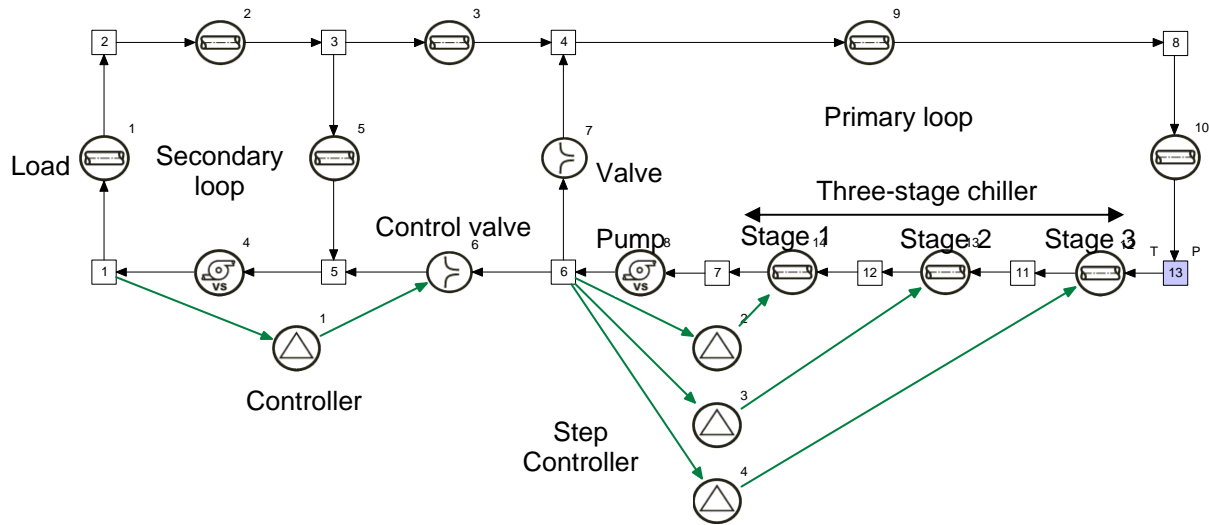 2
3
9
2
3
4
8
1
5
7
10
Primary loop
Load
Secondary
loop
Valve
Three-stage chiller
Control valve
4
6
Pump
8
Stage 1
14
Stage 2
13
Stage 3
T
P
vs
vs
1
5
6
7
12
11
13
1
2
Controller
3
Step
Controller
4